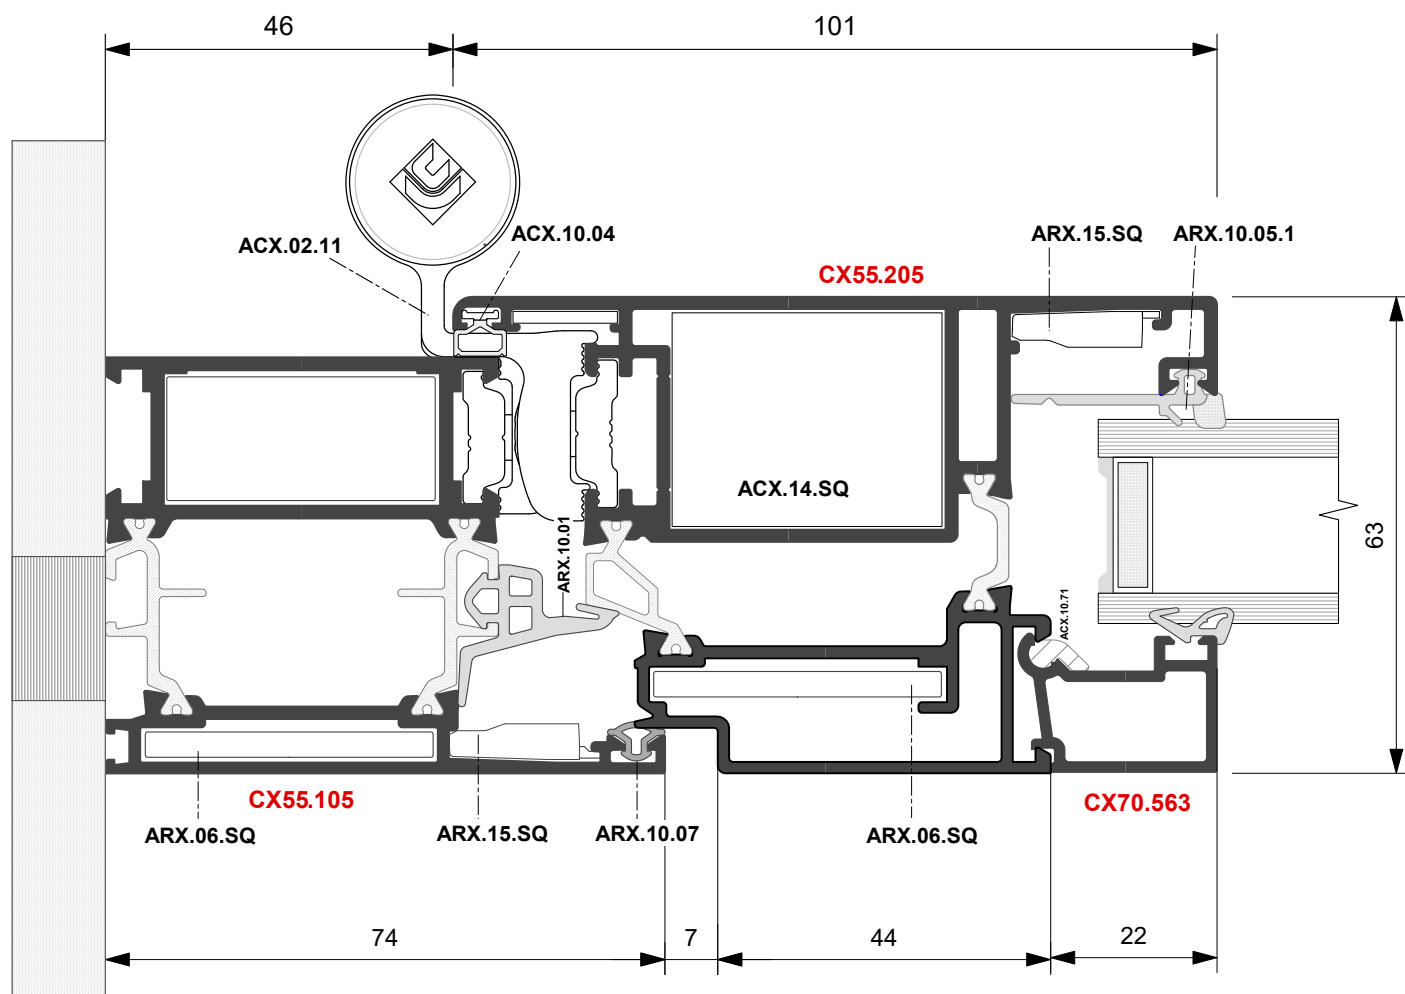 46
101
ACX.02.11
ACX.10.04
ARX.15.SQ
ARX.10.05.1
CX55.205
ACX.14.SQ
63
ARX.10.01
ACX.10.71
CX55.105
CX70.563
ARX.06.SQ
ARX.15.SQ
ARX.10.07
ARX.06.SQ
74
7
44
22